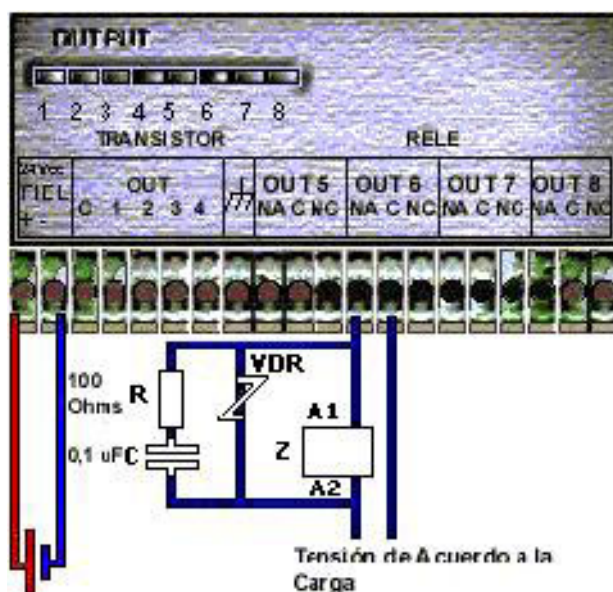 OUTPUT
1 2 3 4 5 6 7 8
TRANSISTOR RELE
24Vcc OUT OUT 5 OUT 6 OUT 7 OUT 8
C 1 2 3 4 NA C NC NA C NC NA C NC NA C NC
+ -
VDR
100 Ohms R
A1
0,1 uF C Z
A2
Tensión de Acuerdo a la
Carga